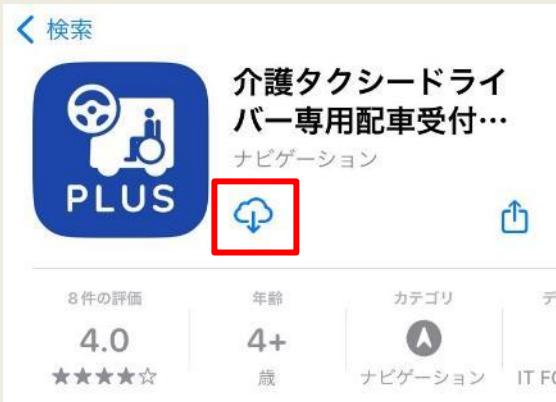 検索
介護タクシードライ
バー専用配車受付…
ナビゲーション
PLUS
8件の評価
年齢
カテゴリ
デ
4.0
4+
★★★★☆
歳
ナビゲーション
IT FO